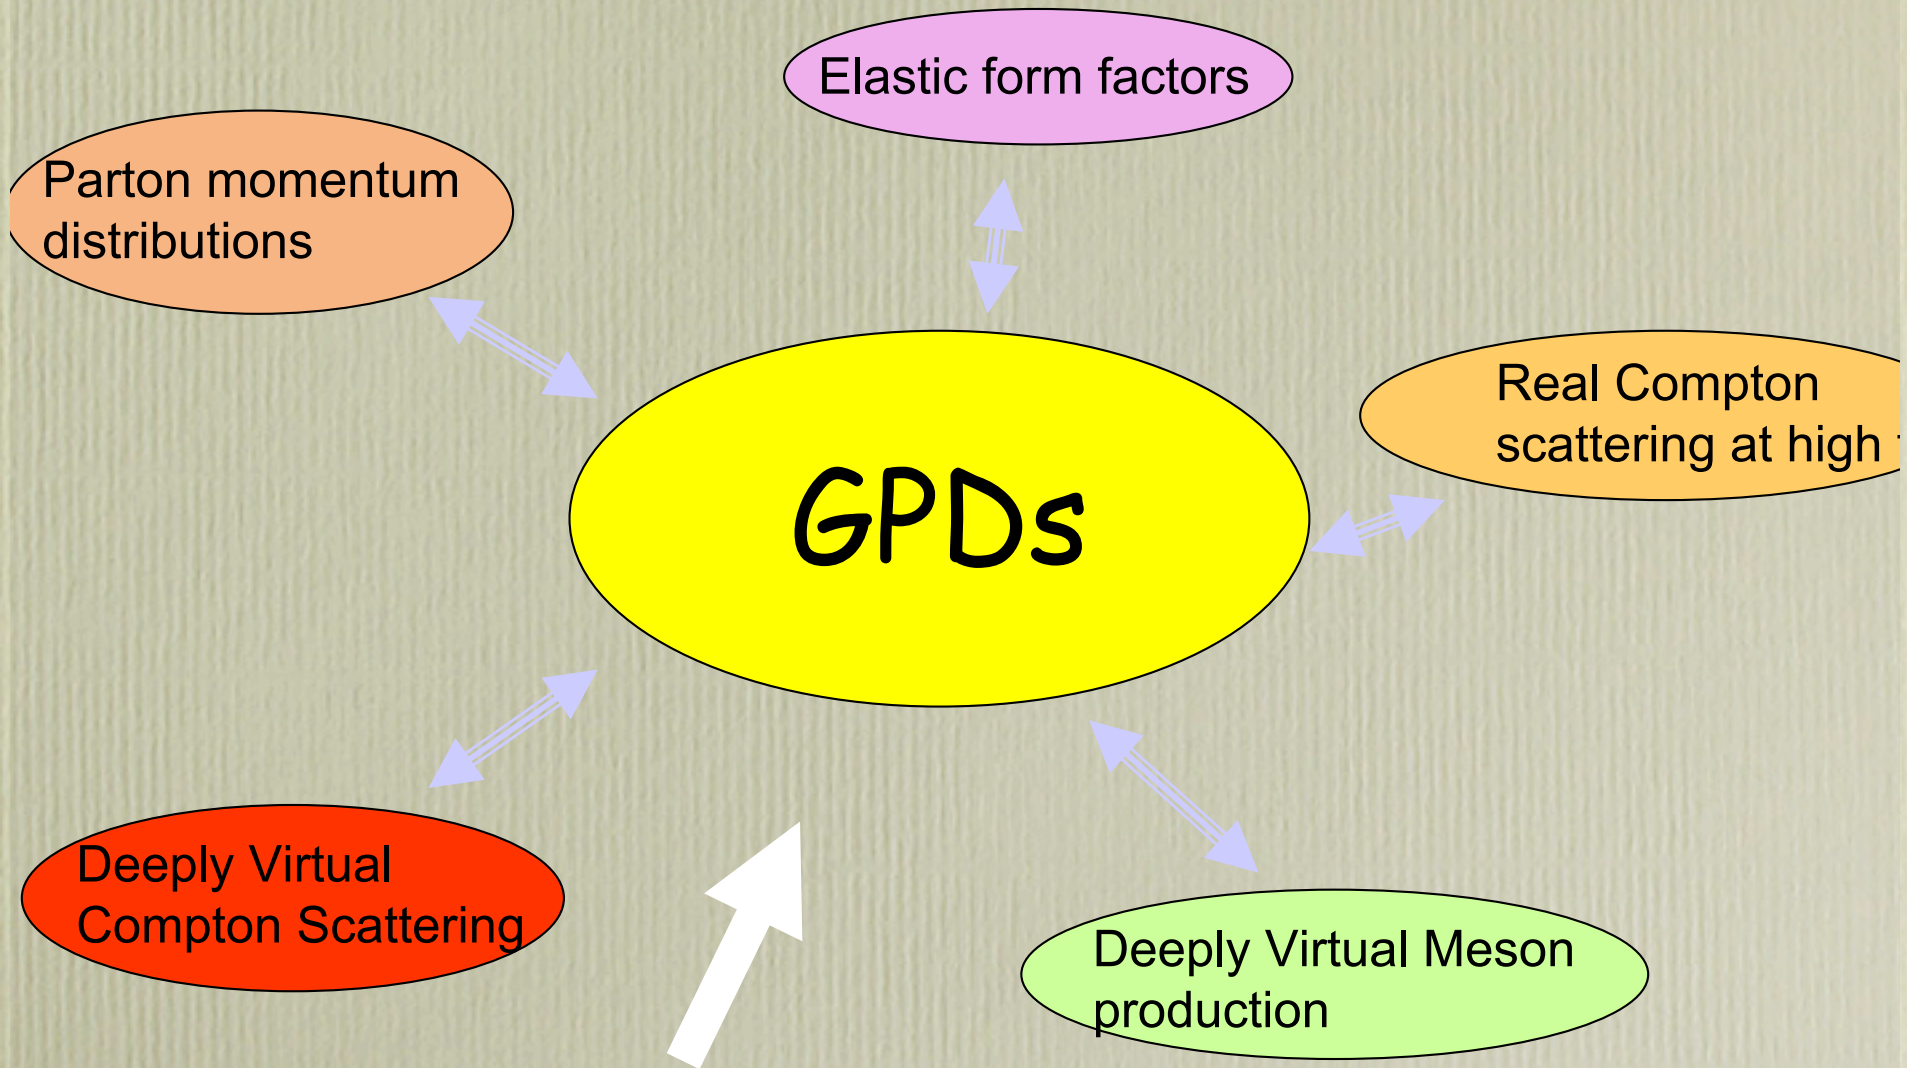 Elastic form factors
Parton momentum
distributions
Real Compton
scattering at high
GPDs
Deeply Virtual
Compton Scattering
Deeply Virtual Meson
production